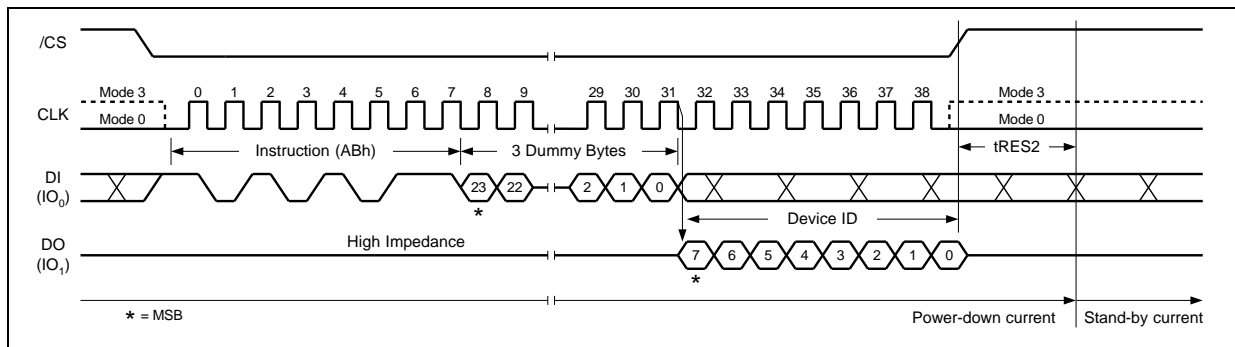 /CS
Mode 3 0 1 2 3 4 5 6 7 8 9 29 30 31 32 33 34 35 36 37 38 Mode 3
CLK
Mode 0 Mode 0
Instruction (ABh) 3 Dummy Bytes tRES2
DI
(IO0) 23 22 2 1 0
* Device ID
High Impedance
DO
(IO1) 7 6 5 4 3 2 1 0
*
* = MSB Power-down current Stand-by current